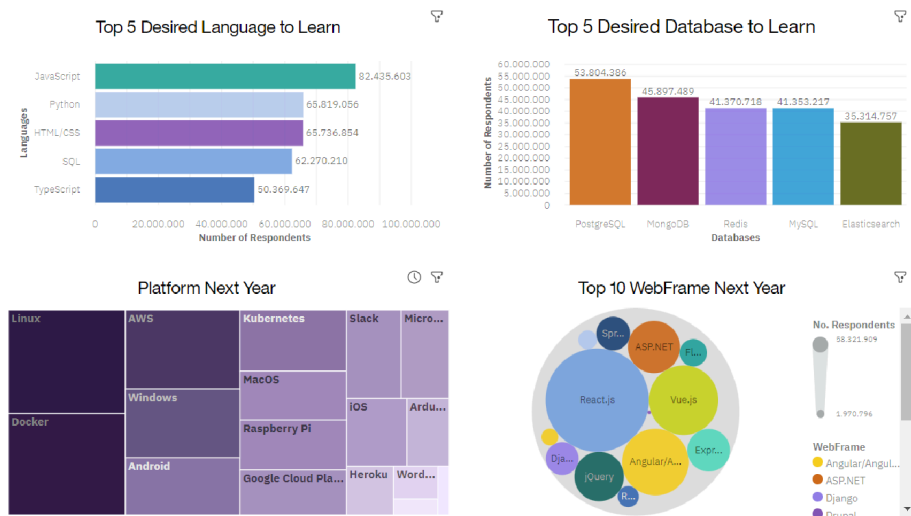 Top 5 Desired Language to Learn
Languages
JavaScript
82.435.603
Python
65.819.056
HTML/CSS
65.736.854
SQL
62.270.210
TypeScript
50.369.647
0 20.000.000 40.000.000 60.000.000 80.000.000 100.000.000
Number of Respondents
Top 5 Desired Database to Learn
Number of Respondents
60.000.000
55.000.000
50.000.000
45.000.000
40.000.000
35.000.000
30.000.000
25.000.000
20.000.000
15.000.000
10.000.000
5.000.000
0
53.804.386
45.897.489
41.370.718
41.353.217
35.314.757
PostgreSQL MongoDB Redis MySQL Elasticsearch
Databases
Platform Next Year
Linux
Docker
AWS
Windows
Android
Kubernetes
MacOS
Raspberry Pi
Google Cloud Pla...
Slack
Micro...
iOS
Ardu...
Heroku
Word...
Top 10 WebFrame Next Year
Spr...
ASP.NET
Fi...
React.js
Vue.js
Dja...
jQuery
Angular/A...
Expr...
R...
No. Respondents
58.321.909
1.970.796
WebFrame
Angular/Angul...
ASP.NET
Django
Drupal